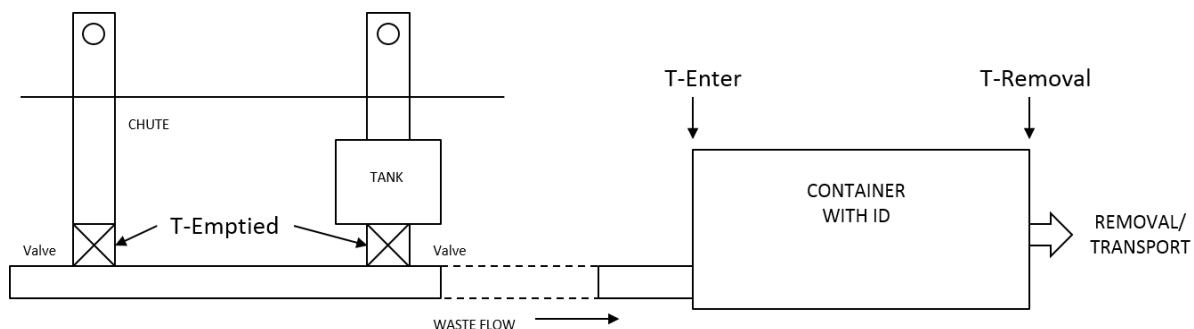 T-Enter
T-Removal
CHUTE
TANK
CONTAINER
WITH ID
T-Emptied
REMOVAL/
TRANSPORT
Valve
Valve
WASTE FLOW